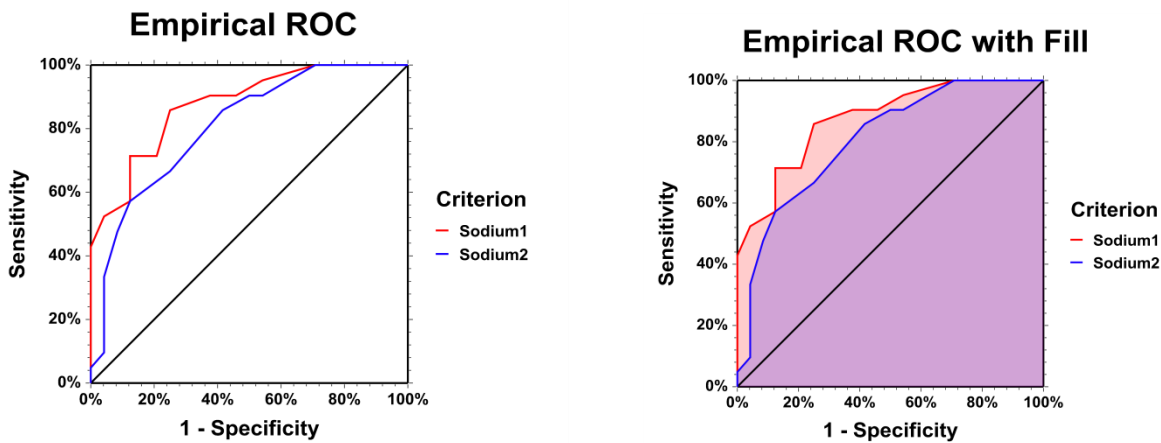 Empirical ROC
100%
80%
60%
40%
20%
0%
Sensitivity
0%
20%
40%
60%
80%
100%
1 - Specificity
Criterion
Sodium1
Sodium2
Empirical ROC with Fill
100%
80%
60%
40%
20%
0%
Sensitivity
0%
20%
40%
60%
80%
100%
1 - Specificity
Criterion
Sodium1
Sodium2